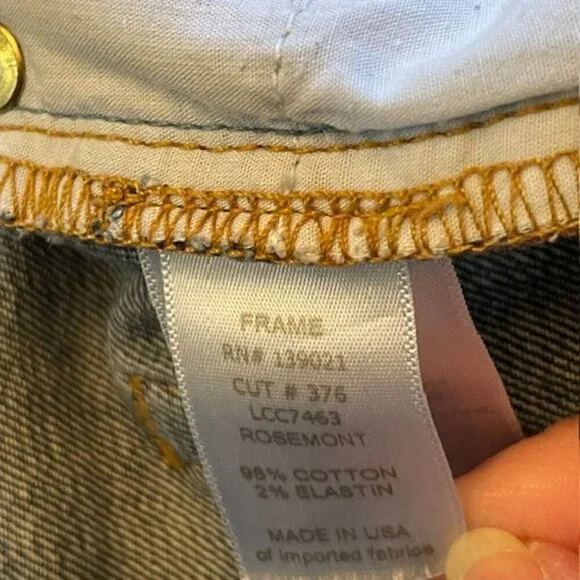 FRAME
RN# 139021
CUT # 376
LCC7463
ROSEMONT
98% COTTON
2% ELASTIN
MADE IN USA
of imported fabrics